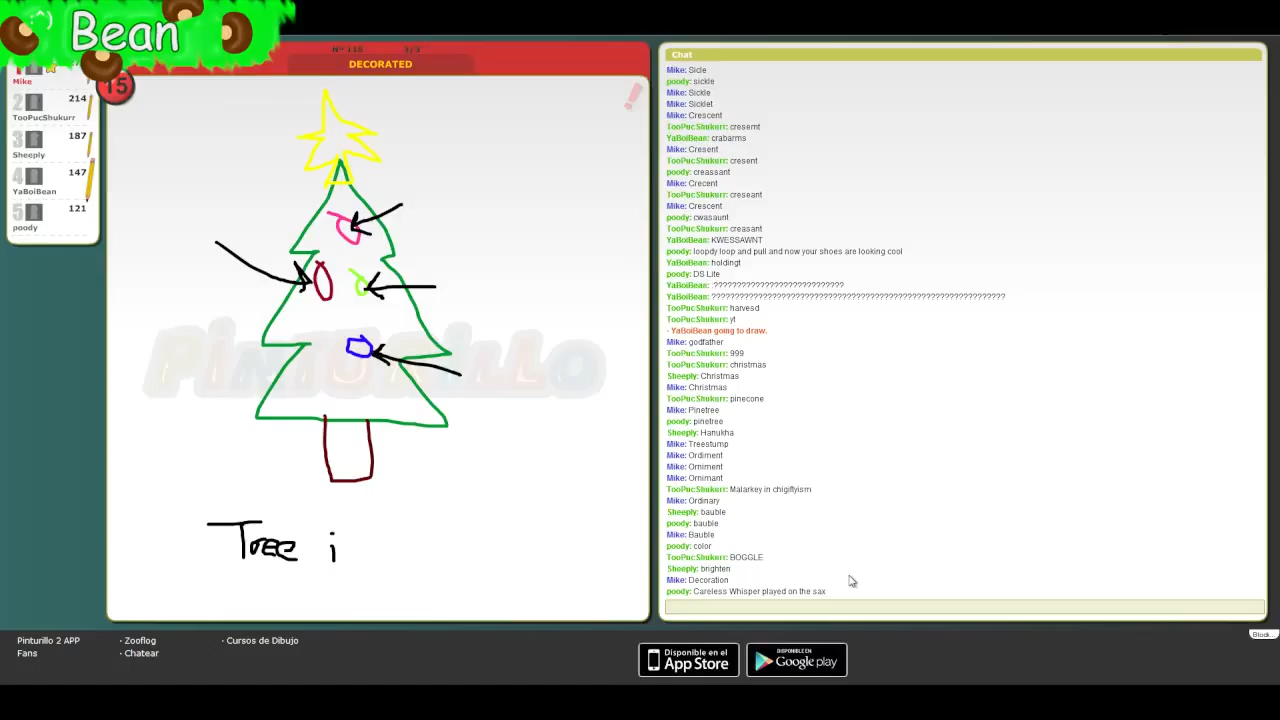 Bean
Nº 118
3/3
DECORATED
15
Mike
2
214
TooPucShukurr
3
187
Sheeply
4
147
YaBoiBean
5
121
poody
Pinturillo
Tree i
Chat
Mike: Sicle
poody: sickle
Mike: Sickle
Mike: Sicklet
Mike: Crescent
TooPucShukurr: cresemt
YaBoiBean: crabarms
Mike: Cresent
TooPucShukurr: cresent
poody: creassant
Mike: Crecent
TooPucShukurr: creseant
Mike: Crescent
poody: cwasaunt
TooPucShukurr: creasant
YaBoiBean: KWESSAWNT
poody: loopdy loop and pull and now your shoes are looking cool
YaBoiBean: holdingt
poody: DS Lite
YaBoiBean: :???????????????????????????
YaBoiBean: ??????????????????????????????????????????????????????????????
TooPucShukurr: harvesd
TooPucShukurr: yt
· YaBoiBean going to draw.
Mike: godfather
TooPucShukurr: 999
TooPucShukurr: christmas
Sheeply: Christmas
Mike: Christmas
TooPucShukurr: pinecone
Mike: Pinetree
poody: pinetree
Sheeply: Hanukha
Mike: Treestump
Mike: Ordiment
Mike: Orniment
Mike: Ornimant
TooPucShukurr: Malarkey in chigiflyism
Mike: Ordinary
Sheeply: bauble
poody: bauble
Mike: Bauble
poody: color
TooPucShukurr: BOGGLE
Sheeply: brighten
Mike: Decoration
poody: Careless Whisper played on the sax
Pinturillo 2 APP
Fans
· Zooflog
· Chatear
· Cursos de Dibujo
Disponible en el
App Store
DISPONIBLE EN
Google play
Blocki...